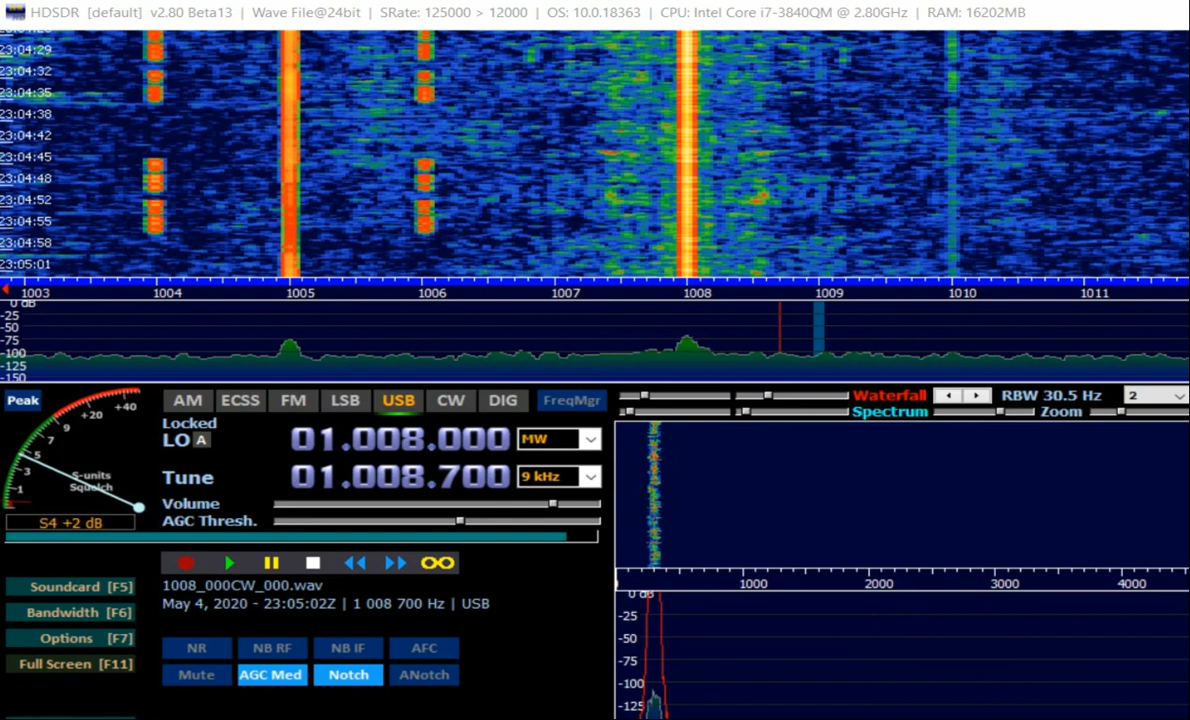 HDSDR [default] v2.80 Beta13 | Wave File@24bit | SRate: 125000 > 12000 | OS: 10.0.18363 | CPU: Intel Core i7-3840QM @ 2.80GHz | RAM: 16202MB
23:04:29
23:04:32
23:04:35
23:04:38
23:04:42
23:04:45
23:04:48
23:04:52
23:04:55
23:04:58
23:05:01
1003 1004 1005 1006 1007 1008 1009 1010 1011
0 dB
-25
-50
-75
-100
-125
-150
Peak
1 3 5 7 9 +20 +40
S-units
Squelch
S4 +2 dB
AM ECSS FM LSB USB CW DIG FreqMgr
Locked
LO A 01.008.000 MW
Tune 01.008.700 9 kHz
Volume
AGC Thresh.
1008_000CW_000.wav
May 4, 2020 - 23:05:02Z | 1 008 700 Hz | USB
Soundcard [F5]
Bandwidth [F6]
Options [F7]
Full Screen [F11]
NR NB RF NB IF AFC
Mute AGC Med Notch ANotch
Waterfall RBW 30.5 Hz 2
Spectrum Zoom
1000 2000 3000 4000
0 dB
-25
-50
-75
-100
-125